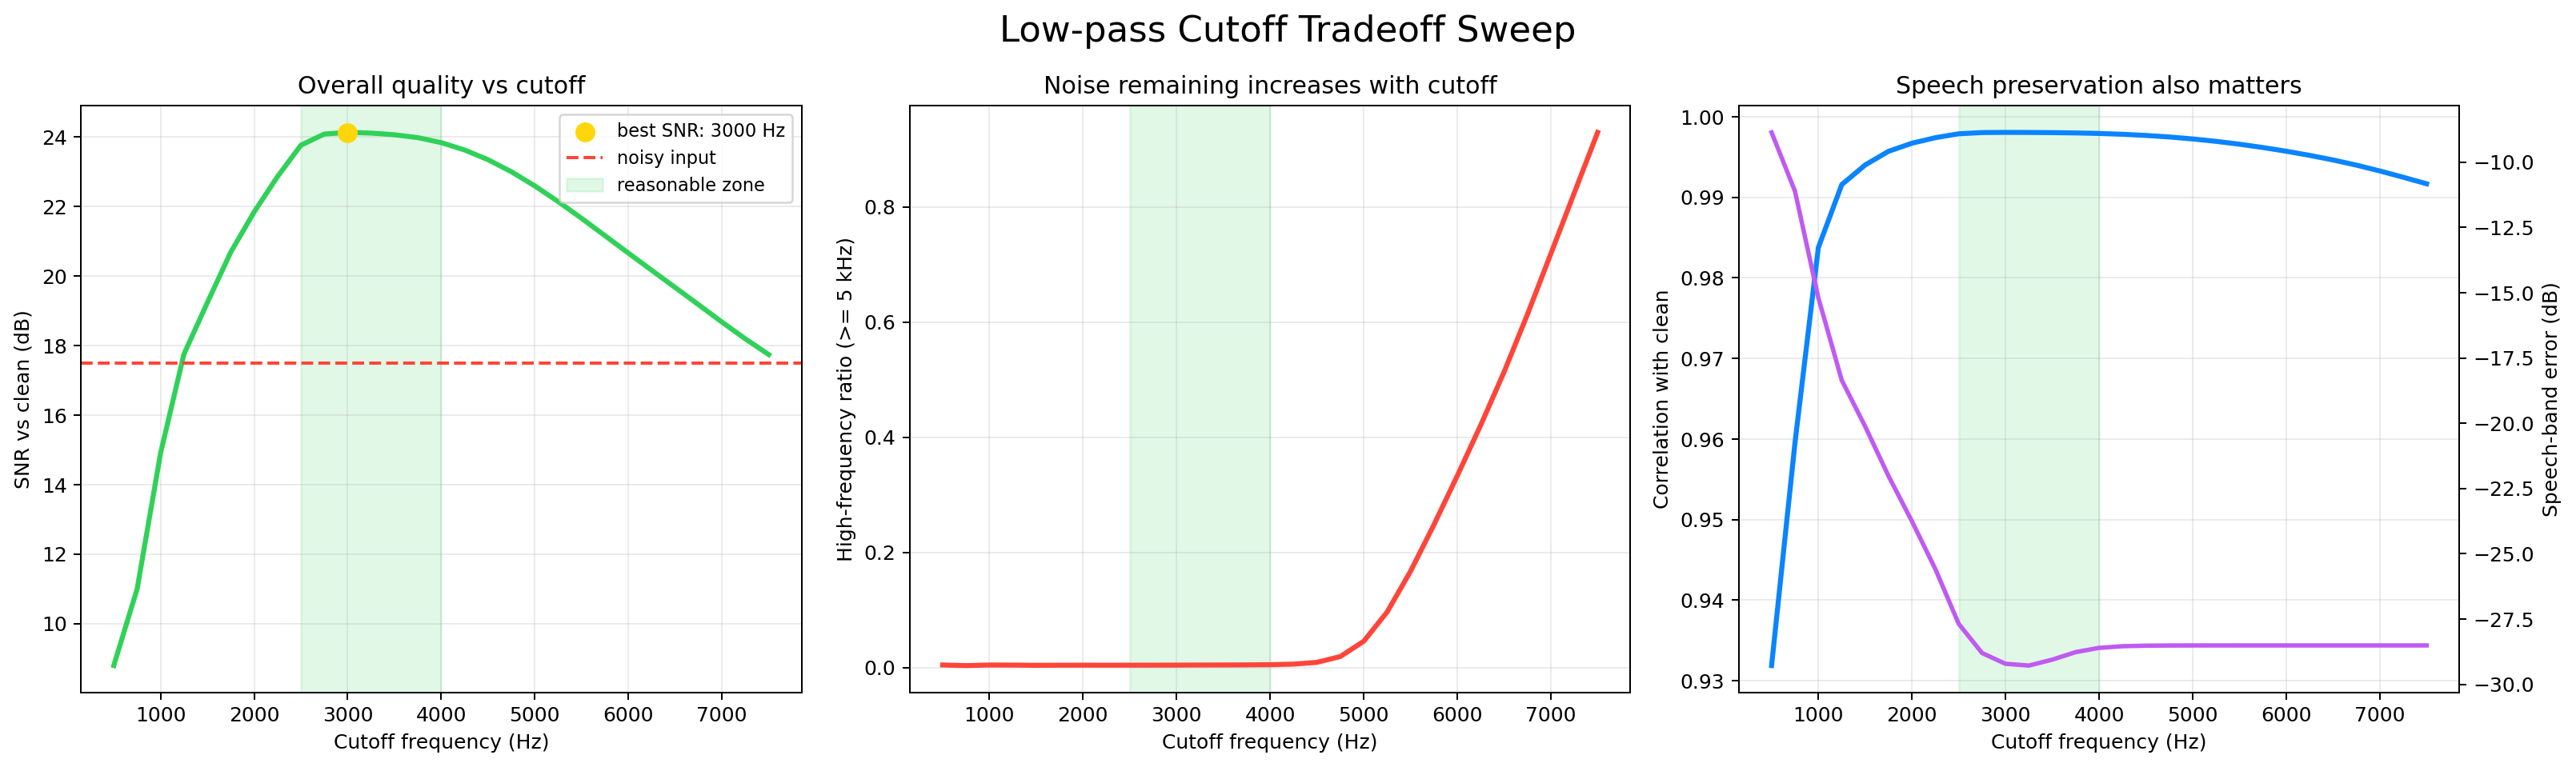 Low-pass Cutoff Tradeoff Sweep
Overall quality vs cutoff
SNR vs clean (dB)
24
22
20
18
16
14
12
10
best SNR: 3000 Hz
noisy input
reasonable zone
1000 2000 3000 4000 5000 6000 7000
Cutoff frequency (Hz)
Noise remaining increases with cutoff
High-frequency ratio (>= 5 kHz)
0.8
0.6
0.4
0.2
0.0
1000 2000 3000 4000 5000 6000 7000
Cutoff frequency (Hz)
Speech preservation also matters
Correlation with clean
1.00
0.99
0.98
0.97
0.96
0.95
0.94
0.93
1000 2000 3000 4000 5000 6000 7000
Cutoff frequency (Hz)
−10.0
−12.5
−15.0
−17.5
−20.0
−22.5
−25.0
−27.5
−30.0
Speech-band error (dB)